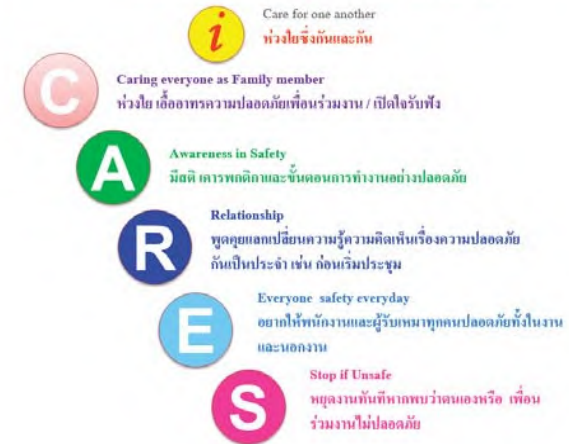 i
Care for one another
ห่วงใยซึ่งกันและกัน
C
Caring everyone as Family member
ห่วงใย เอื้ออาทรความปลอดภัยเพื่อนร่วมงาน / เปิดใจรับฟัง
A
Awareness in Safety
มีสติ เคารพกติกาและขั้นตอนการทำงานอย่างปลอดภัย
R
Relationship
พูดคุยแลกเปลี่ยนความรู้ความคิดเห็นเรื่องความปลอดภัย
กันเป็นประจำ เช่น ก่อนเริ่มประชุม
E
Everyone safety everyday
อยากให้พนักงานและผู้รับเหมาทุกคนปลอดภัยทั้งในงาน
และนอกงาน
S
Stop if Unsafe
หยุดงานทันทีหากพบว่าตนเองหรือ เพื่อน
ร่วมงานไม่ปลอดภัย